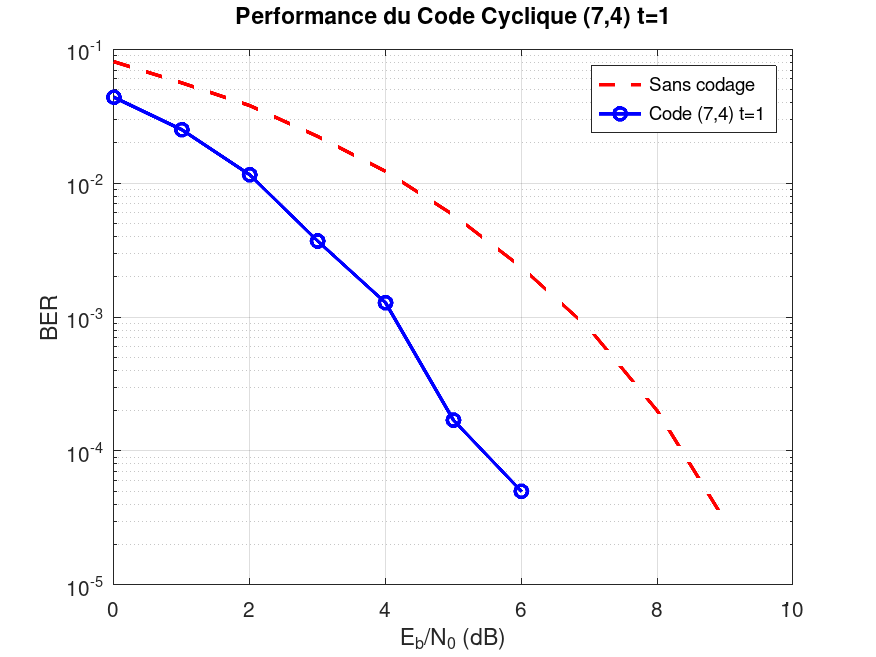 Performance du Code Cyclique (7,4) t=1
10⁻¹
Sans codage
Code (7,4) t=1
10⁻²
BER
10⁻³
10⁻⁴
10⁻⁵
0 2 4 6 8 10
E_b/N_0 (dB)